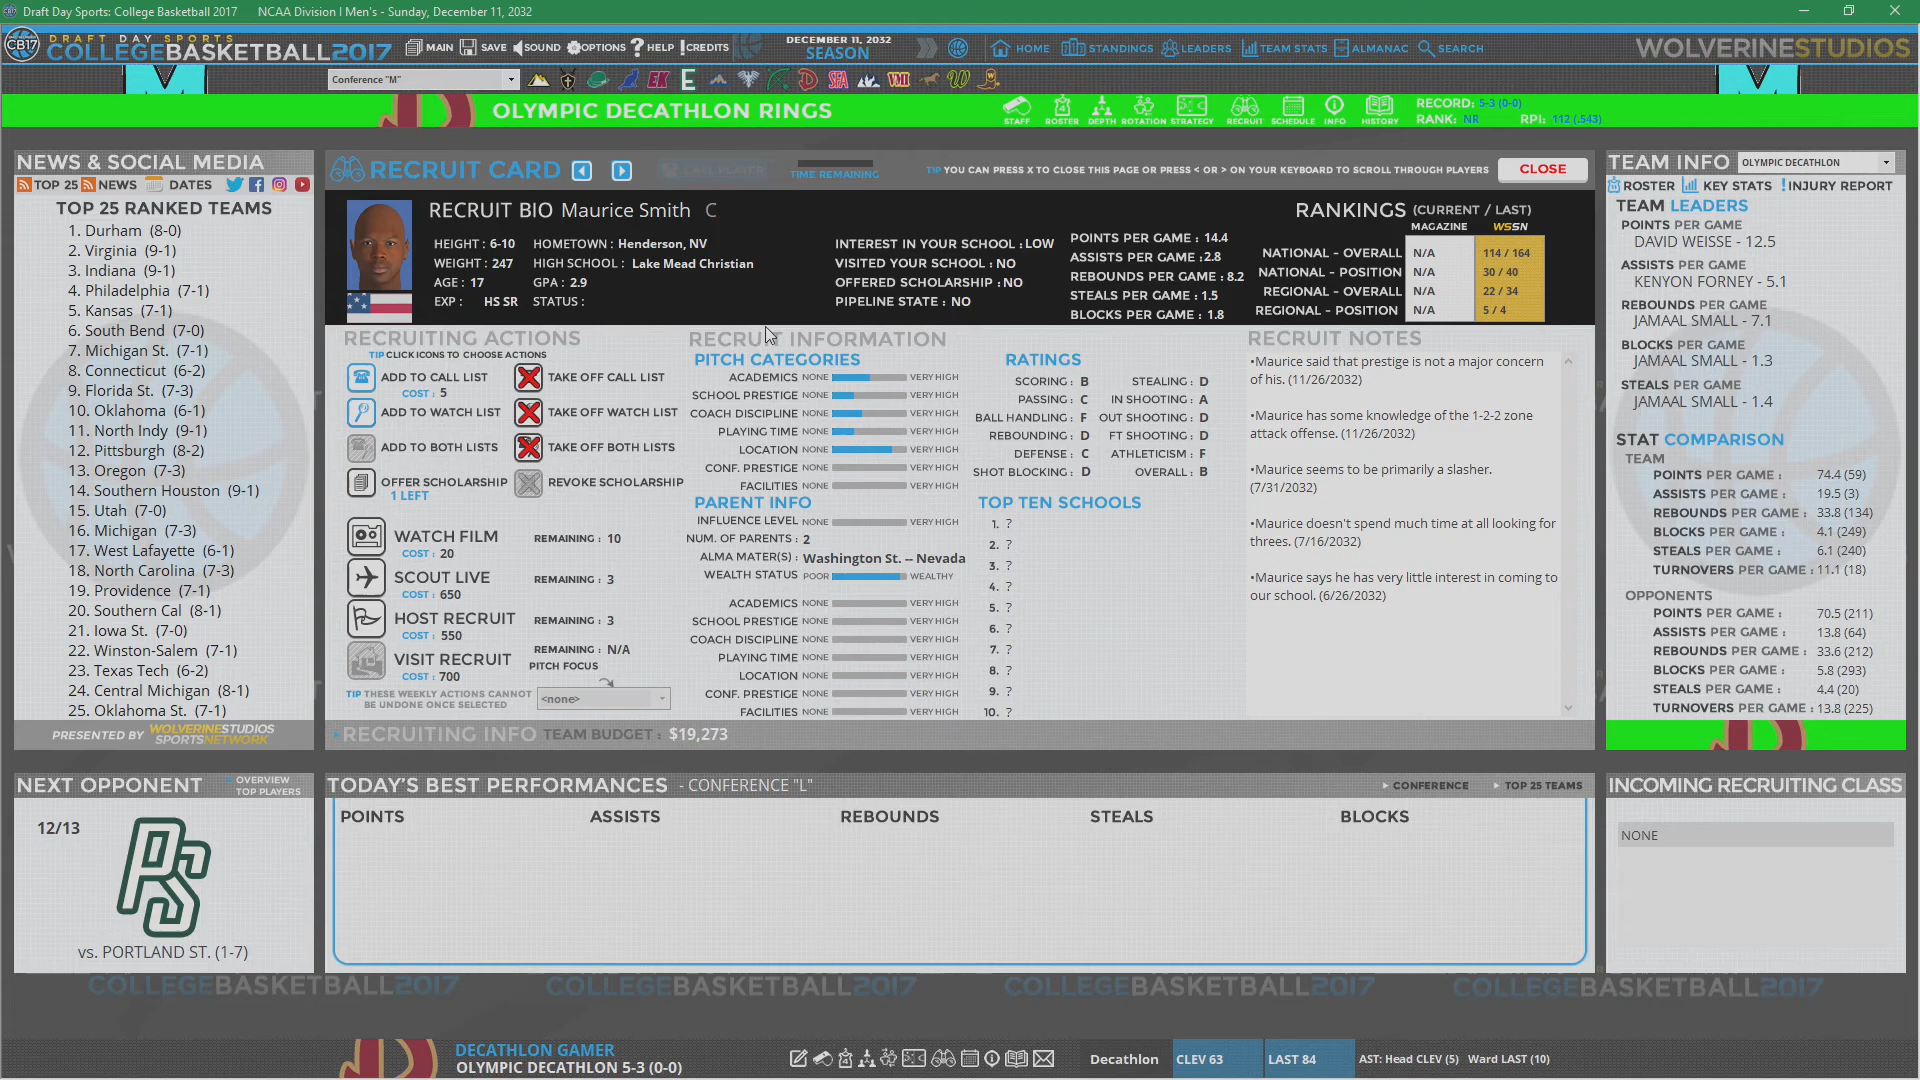 Draft Day Sports: College Basketball 2017 NCAA Division I Men's - Sunday, December 11, 2032
CB17 DRAFT DAY SPORTS COLLEGEBASKETBALL2017 MAIN SAVE SOUND OPTIONS HELP CREDITS DECEMBER 11, 2032 SEASON HOME STANDINGS LEADERS TEAM STATS ALMANAC SEARCH WOLVERINESTUDIOS
Conference "M"
OLYMPIC DECATHLON RINGS STAFF ROSTER DEPTH ROTATION STRATEGY RECRUIT SCHEDULE INFO HISTORY
RECORD: 5-3 (0-0)
RANK: NR RPI: 112 (.543)
NEWS & SOCIAL MEDIA
TOP 25 NEWS DATES
TOP 25 RANKED TEAMS
1. Durham (8-0)
2. Virginia (9-1)
3. Indiana (9-1)
4. Philadelphia (7-1)
5. Kansas (7-1)
6. South Bend (7-0)
7. Michigan St. (7-1)
8. Connecticut (6-2)
9. Florida St. (7-3)
10. Oklahoma (6-1)
11. North Indy (9-1)
12. Pittsburgh (8-2)
13. Oregon (7-3)
14. Southern Houston (9-1)
15. Utah (7-0)
16. Michigan (7-3)
17. West Lafayette (6-1)
18. North Carolina (7-3)
19. Providence (7-1)
20. Southern Cal (8-1)
21. Iowa St. (7-0)
22. Winston-Salem (7-1)
23. Texas Tech (6-2)
24. Central Michigan (8-1)
25. Oklahoma St. (7-1)
PRESENTED BY WOLVERINESTUDIOS SPORTSNETWORK
RECRUIT CARD CALL PLAYER TIME REMAINING TIP YOU CAN PRESS X TO CLOSE THIS PAGE OR PRESS < OR > ON YOUR KEYBOARD TO SCROLL THROUGH PLAYERS CLOSE
RECRUIT BIO Maurice Smith C
HEIGHT : 6-10 HOMETOWN : Henderson, NV
WEIGHT : 247 HIGH SCHOOL : Lake Mead Christian
AGE : 17 GPA : 2.9
EXP : HS SR STATUS :
INTEREST IN YOUR SCHOOL : LOW
VISITED YOUR SCHOOL : NO
OFFERED SCHOLARSHIP : NO
PIPELINE STATE : NO
POINTS PER GAME : 14.4
ASSISTS PER GAME : 2.8
REBOUNDS PER GAME : 8.2
STEALS PER GAME : 1.5
BLOCKS PER GAME : 1.8
RANKINGS (CURRENT / LAST)
MAGAZINE WSSN
NATIONAL - OVERALL N/A 114 / 164
NATIONAL - POSITION N/A 30 / 40
REGIONAL - OVERALL N/A 22 / 34
REGIONAL - POSITION N/A 5 / 4
RECRUITING ACTIONS
TIP CLICK ICONS TO CHOOSE ACTIONS
ADD TO CALL LIST TAKE OFF CALL LIST
COST : 5
ADD TO WATCH LIST TAKE OFF WATCH LIST
ADD TO BOTH LISTS TAKE OFF BOTH LISTS
OFFER SCHOLARSHIP REVOKE SCHOLARSHIP
1 LEFT
WATCH FILM REMAINING : 10
COST : 20
SCOUT LIVE REMAINING : 3
COST : 650
HOST RECRUIT REMAINING : 3
COST : 550
VISIT RECRUIT REMAINING : N/A
COST : 700
PITCH FOCUS
TIP THESE WEEKLY ACTIONS CANNOT BE UNDONE ONCE SELECTED <none>
RECRUIT INFORMATION
PITCH CATEGORIES
ACADEMICS NONE VERY HIGH
SCHOOL PRESTIGE NONE VERY HIGH
COACH DISCIPLINE NONE VERY HIGH
PLAYING TIME NONE VERY HIGH
LOCATION NONE VERY HIGH
CONF. PRESTIGE NONE VERY HIGH
FACILITIES NONE VERY HIGH
PARENT INFO
INFLUENCE LEVEL NONE VERY HIGH
NUM. OF PARENTS : 2
ALMA MATER(S) : Washington St. -- Nevada
WEALTH STATUS POOR WEALTHY
ACADEMICS NONE VERY HIGH
SCHOOL PRESTIGE NONE VERY HIGH
COACH DISCIPLINE NONE VERY HIGH
PLAYING TIME NONE VERY HIGH
LOCATION NONE VERY HIGH
CONF. PRESTIGE NONE VERY HIGH
FACILITIES NONE VERY HIGH
RATINGS
SCORING : B STEALING : D
PASSING : C IN SHOOTING : A
BALL HANDLING : F OUT SHOOTING : D
REBOUNDING : D FT SHOOTING : D
DEFENSE : C ATHLETICISM : F
SHOT BLOCKING : D OVERALL : B
TOP TEN SCHOOLS
1. ?
2. ?
3. ?
4. ?
5. ?
6. ?
7. ?
8. ?
9. ?
10. ?
RECRUIT NOTES
•Maurice said that prestige is not a major concern
of his. (11/26/2032)
•Maurice has some knowledge of the 1-2-2 zone
attack offense. (11/26/2032)
•Maurice seems to be primarily a slasher.
(7/31/2032)
•Maurice doesn't spend much time at all looking for
threes. (7/16/2032)
•Maurice says he has very little interest in coming to
our school. (6/26/2032)
RECRUITING INFO TEAM BUDGET : $19,273
TEAM INFO OLYMPIC DECATHLON
ROSTER KEY STATS INJURY REPORT
TEAM LEADERS
POINTS PER GAME
DAVID WEISSE - 12.5
ASSISTS PER GAME
KENYON FORNEY - 5.1
REBOUNDS PER GAME
JAMAAL SMALL - 7.1
BLOCKS PER GAME
JAMAAL SMALL - 1.3
STEALS PER GAME
JAMAAL SMALL - 1.4
STAT COMPARISON
TEAM
POINTS PER GAME : 74.4 (59)
ASSISTS PER GAME : 19.5 (3)
REBOUNDS PER GAME : 33.8 (134)
BLOCKS PER GAME : 4.1 (249)
STEALS PER GAME : 6.1 (240)
TURNOVERS PER GAME : 11.1 (18)
OPPONENTS
POINTS PER GAME : 70.5 (211)
ASSISTS PER GAME : 13.8 (64)
REBOUNDS PER GAME : 33.6 (212)
BLOCKS PER GAME : 5.8 (293)
STEALS PER GAME : 4.4 (20)
TURNOVERS PER GAME : 13.8 (225)
NEXT OPPONENT OVERVIEW TOP PLAYERS
12/13
PS
vs. PORTLAND ST. (1-7)
TODAY'S BEST PERFORMANCES - CONFERENCE "L" CONFERENCE TOP 25 TEAMS
POINTS ASSISTS REBOUNDS STEALS BLOCKS
INCOMING RECRUITING CLASS
NONE
COLLEGEBASKETBALL2017 COLLEGEBASKETBALL2017 COLLEGEBASKETBALL2017 COLLEGEBASKETBALL2017
DECATHLON GAMER
OLYMPIC DECATHLON 5-3 (0-0)
Decathlon CLEV 63 LAST 84 AST: Head CLEV (5) Ward LAST (10)